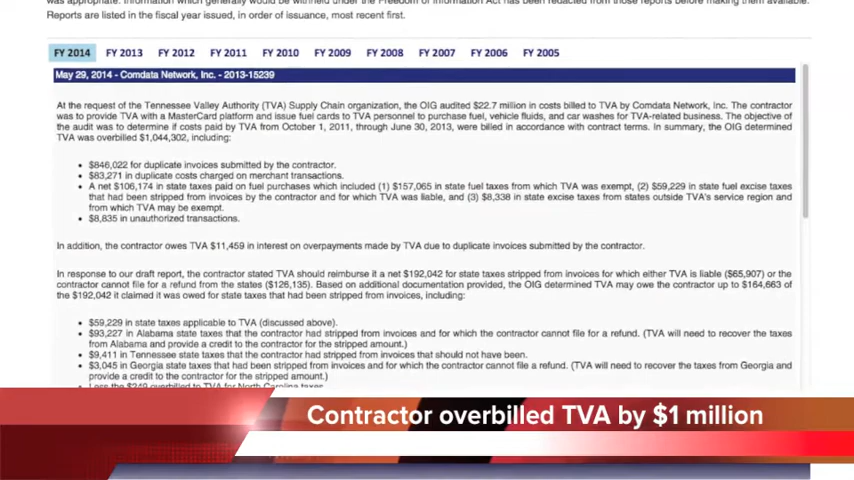 was appropriate. Information which generally would be withheld under the Freedom of Information Act has been redacted from those reports before making them available.
Reports are listed in the fiscal year issued, in order of issuance, most recent first.
FY 2014 FY 2013 FY 2012 FY 2011 FY 2010 FY 2009 FY 2008 FY 2007 FY 2006 FY 2005
May 29, 2014 - Comdata Network, Inc. - 2013-15239
At the request of the Tennessee Valley Authority (TVA) Supply Chain organization, the OIG audited $22.7 million in costs billed to TVA by Comdata Network, Inc. The contractor
was to provide TVA with a MasterCard platform and issue fuel cards to TVA personnel to purchase fuel, vehicle fluids, and car washes for TVA-related business. The objective of
the audit was to determine if costs paid by TVA from October 1, 2011, through June 30, 2013, were billed in accordance with contract terms. In summary, the OIG determined
TVA was overbilled $1,044,302, including:
• $846,022 for duplicate invoices submitted by the contractor.
• $83,271 in duplicate costs charged on merchant transactions.
• A net $106,174 in state taxes paid on fuel purchases which included (1) $157,065 in state fuel taxes from which TVA was exempt, (2) $59,229 in state fuel excise taxes
that had been stripped from invoices by the contractor and for which TVA was liable, and (3) $8,338 in state excise taxes from states outside TVA's service region and
from which TVA may be exempt.
• $8,835 in unauthorized transactions.
In addition, the contractor owes TVA $11,459 in interest on overpayments made by TVA due to duplicate invoices submitted by the contractor.
In response to our draft report, the contractor stated TVA should reimburse it a net $192,042 for state taxes stripped from invoices for which either TVA is liable ($65,907) or the
contractor cannot file for a refund from the states ($126,135). Based on additional documentation provided, the OIG determined TVA may owe the contractor up to $164,663 of
the $192,042 it claimed it was owed for state taxes that had been stripped from invoices, including:
• $59,229 in state taxes applicable to TVA (discussed above).
• $93,227 in Alabama state taxes that the contractor had stripped from invoices and for which the contractor cannot file for a refund. (TVA will need to recover the taxes
from Alabama and provide a credit to the contractor for the stripped amount.)
• $9,411 in Tennessee state taxes that the contractor had stripped from invoices that should not have been.
• $3,045 in Georgia state taxes that had been stripped from invoices and for which the contractor cannot file a refund. (TVA will need to recover the taxes from Georgia and
provide a credit to the contractor for the stripped amount.)
• Less the $249 overbilled to TVA for North Carolina taxes
Contractor overbilled TVA by $1 million